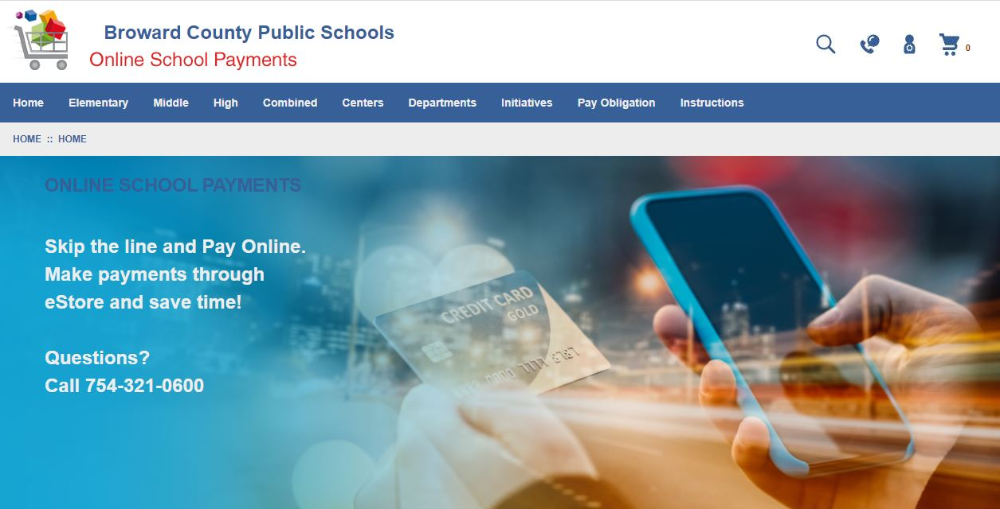 Broward County Public Schools
Online School Payments
0
Home Elementary Middle High Combined Centers Departments Initiatives Pay Obligation Instructions
HOME :: HOME
ONLINE SCHOOL PAYMENTS
Skip the line and Pay Online.
Make payments through
eStore and save time!
Questions?
Call 754-321-0600
CREDIT CARD
GOLD
7777 8787